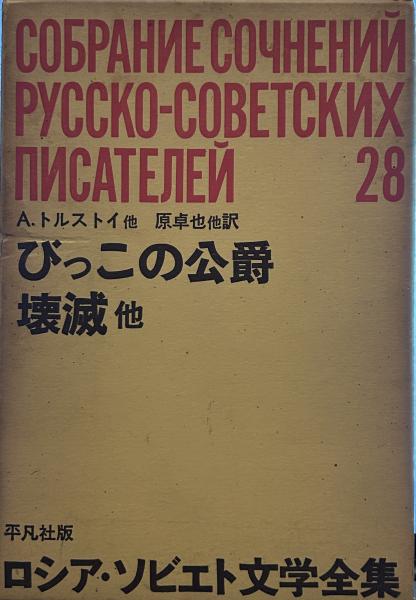 СОБРАНИЕ СОЧНЕНИЙ
РУССКО-СОВЕТСКИХ
ПИСАТЕЛЕЙ 28
A.トルストイ他 原卓也他訳
びっこの公爵
壊滅 他
平凡社版
ロシア・ソビエト文学全集